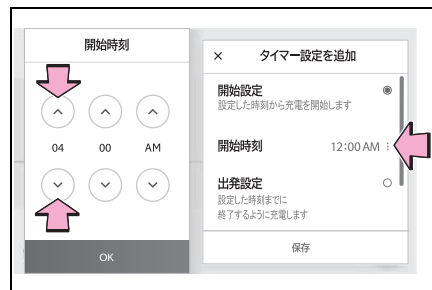 開始時刻
04 00 AM
OK
× タイマー設定を追加
開始設定
設定した時刻から充電を開始します
開始時刻 12:00 AM
出発設定
設定した時刻までに
終了するように充電します
保存